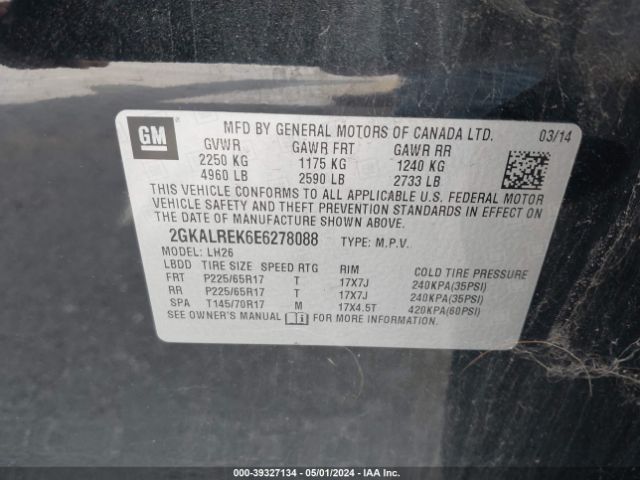 GM
MFD BY GENERAL MOTORS OF CANADA LTD. 03/14
GVWR GAWR FRT GAWR RR
2250 KG 1175 KG 1240 KG
4960 LB 2590 LB 2733 LB
THIS VEHICLE CONFORMS TO ALL APPLICABLE U.S. FEDERAL MOTOR
VEHICLE SAFETY AND THEFT PREVENTION STANDARDS IN EFFECT ON
THE DATE OF MANUFACTURE SHOWN ABOVE.
2GKALREK6E6278088 TYPE: M.P.V.
MODEL: LH26
LBDD TIRE SIZE SPEED RTG RIM COLD TIRE PRESSURE
FRT P225/65R17 T 17X7J 240KPA(35PSI)
RR P225/65R17 T 17X7J 240KPA(35PSI)
SPA T145/70R17 M 17X4.5T 420KPA(60PSI)
SEE OWNER'S MANUAL FOR MORE INFORMATION
000-39327134 - 05/01/2024 - IAA Inc.